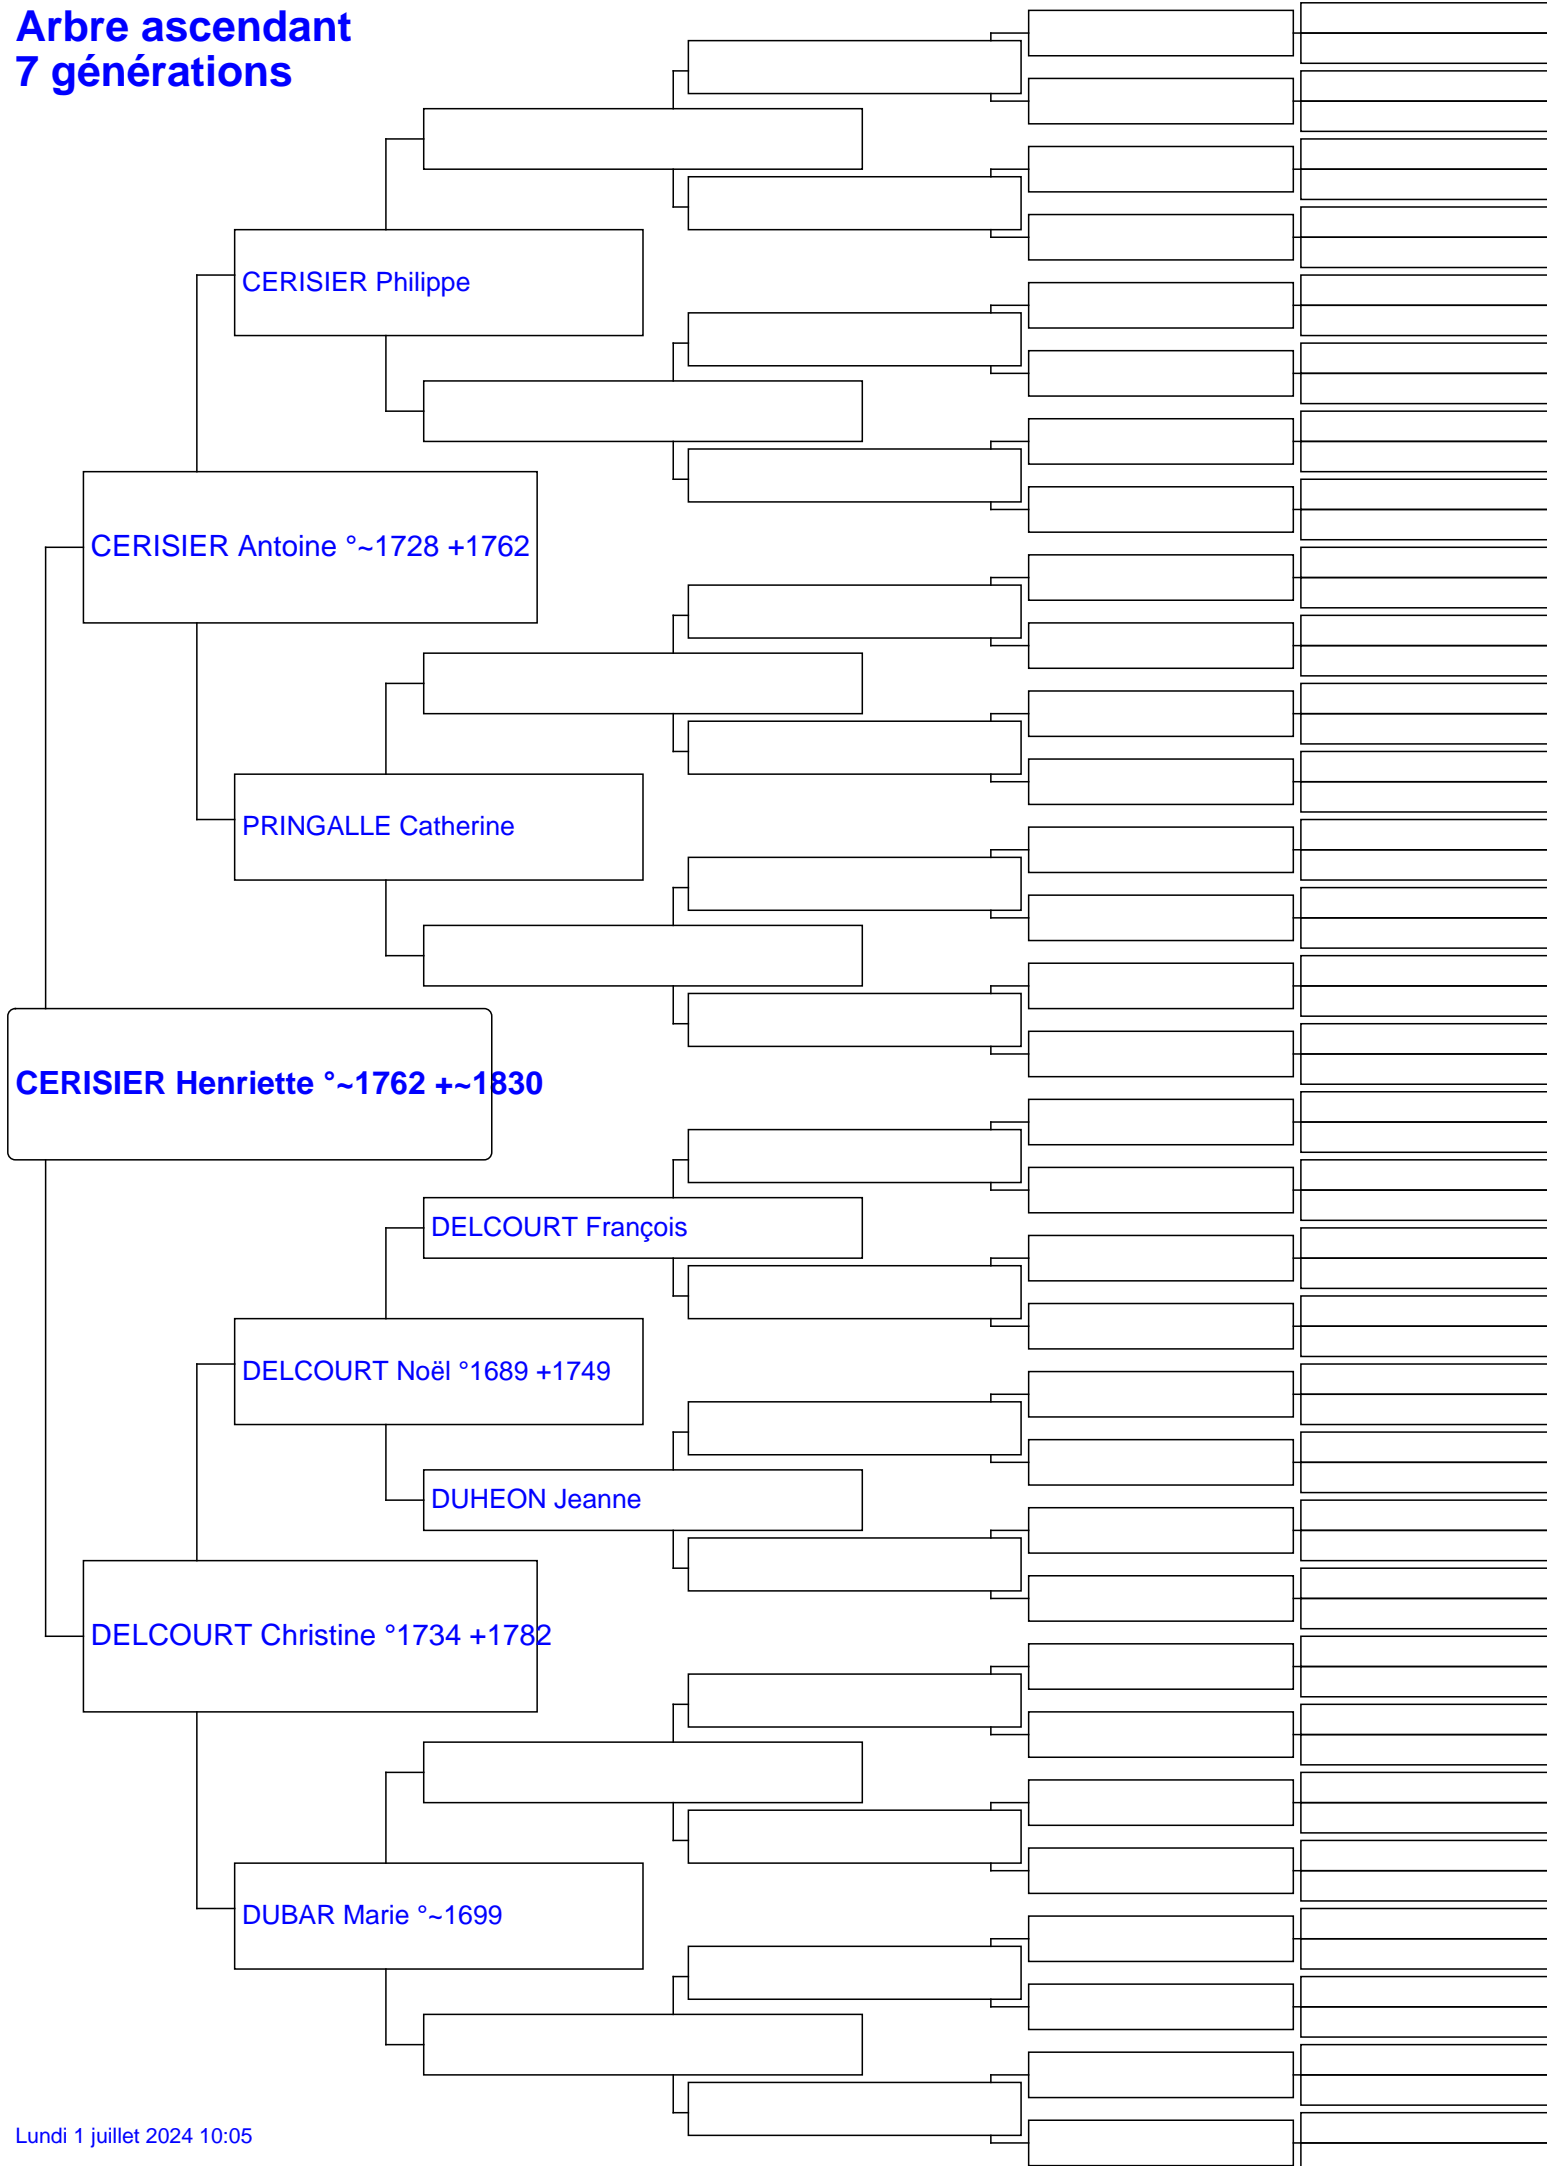 Arbre ascendant
7 générations
CERISIER Philippe
CERISIER Antoine °~1728 +1762
PRINGALLE Catherine
CERISIER Henriette °~1762 +~1830
DELCOURT François
DELCOURT Noël °1689 +1749
DUHEON Jeanne
DELCOURT Christine °1734 +1782
DUBAR Marie °~1699
Lundi 1 juillet 2024 10:05